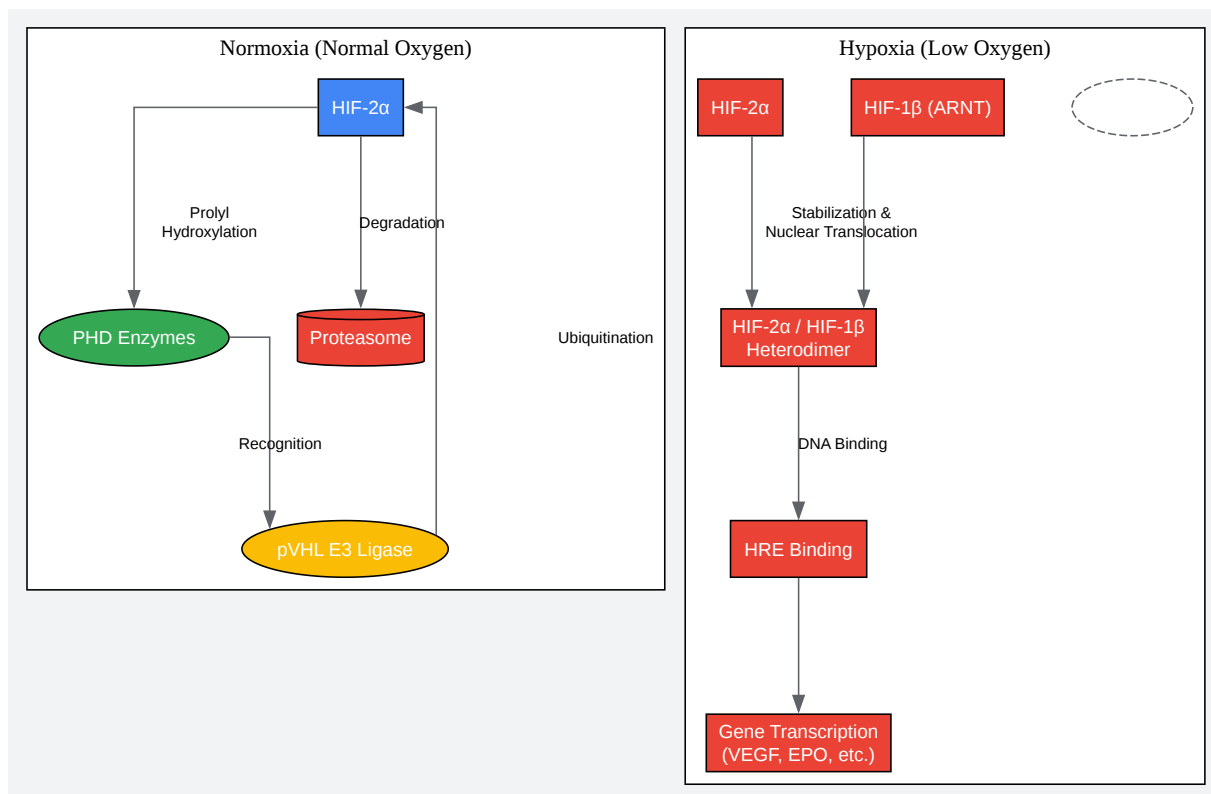 Normoxia (Normal Oxygen)
HIF-2α
Prolyl
Hydroxylation
Degradation
PHD Enzymes
Proteasome
Ubiquitination
Recognition
pVHL E3 Ligase
Hypoxia (Low Oxygen)
HIF-2α
HIF-1β (ARNT)
Stabilization &
Nuclear Translocation
HIF-2α / HIF-1β
Heterodimer
DNA Binding
HRE Binding
Gene Transcription
(VEGF, EPO, etc.)